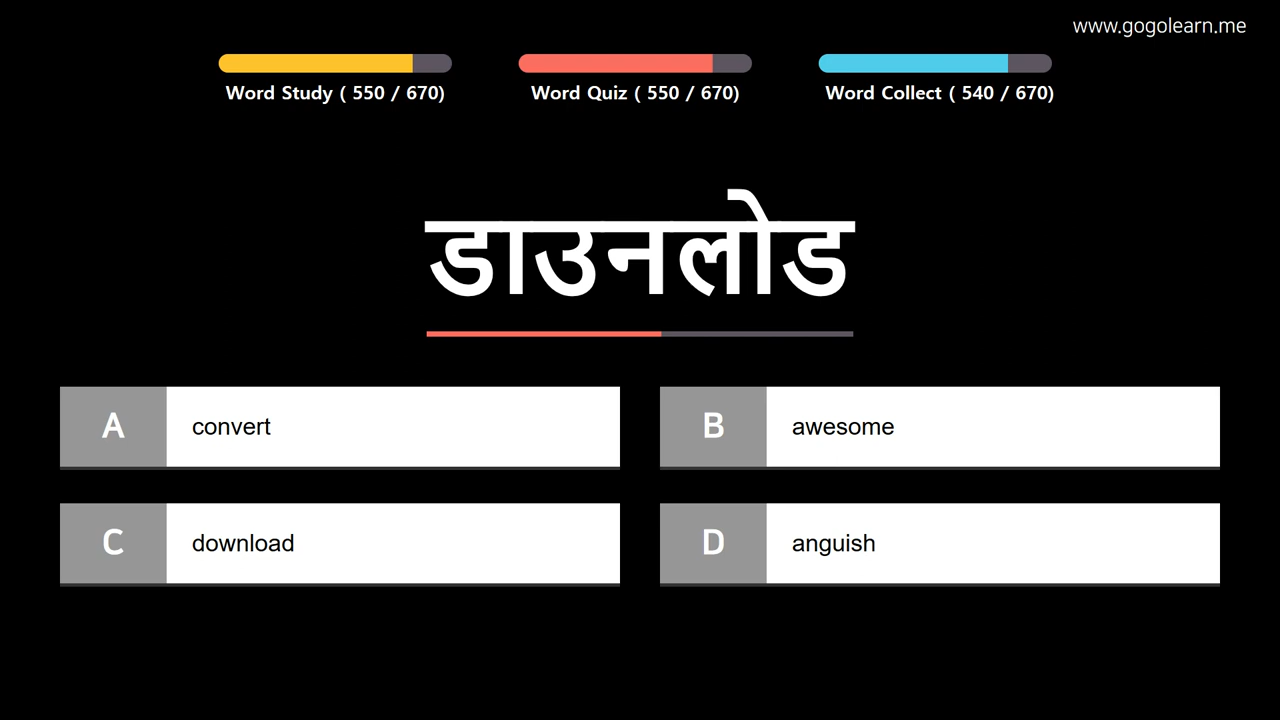 www.gogolearn.me
Word Study ( 550 / 670)
Word Quiz ( 550 / 670)
Word Collect ( 540 / 670)
डाउनलोड
A convert
B awesome
C download
D anguish